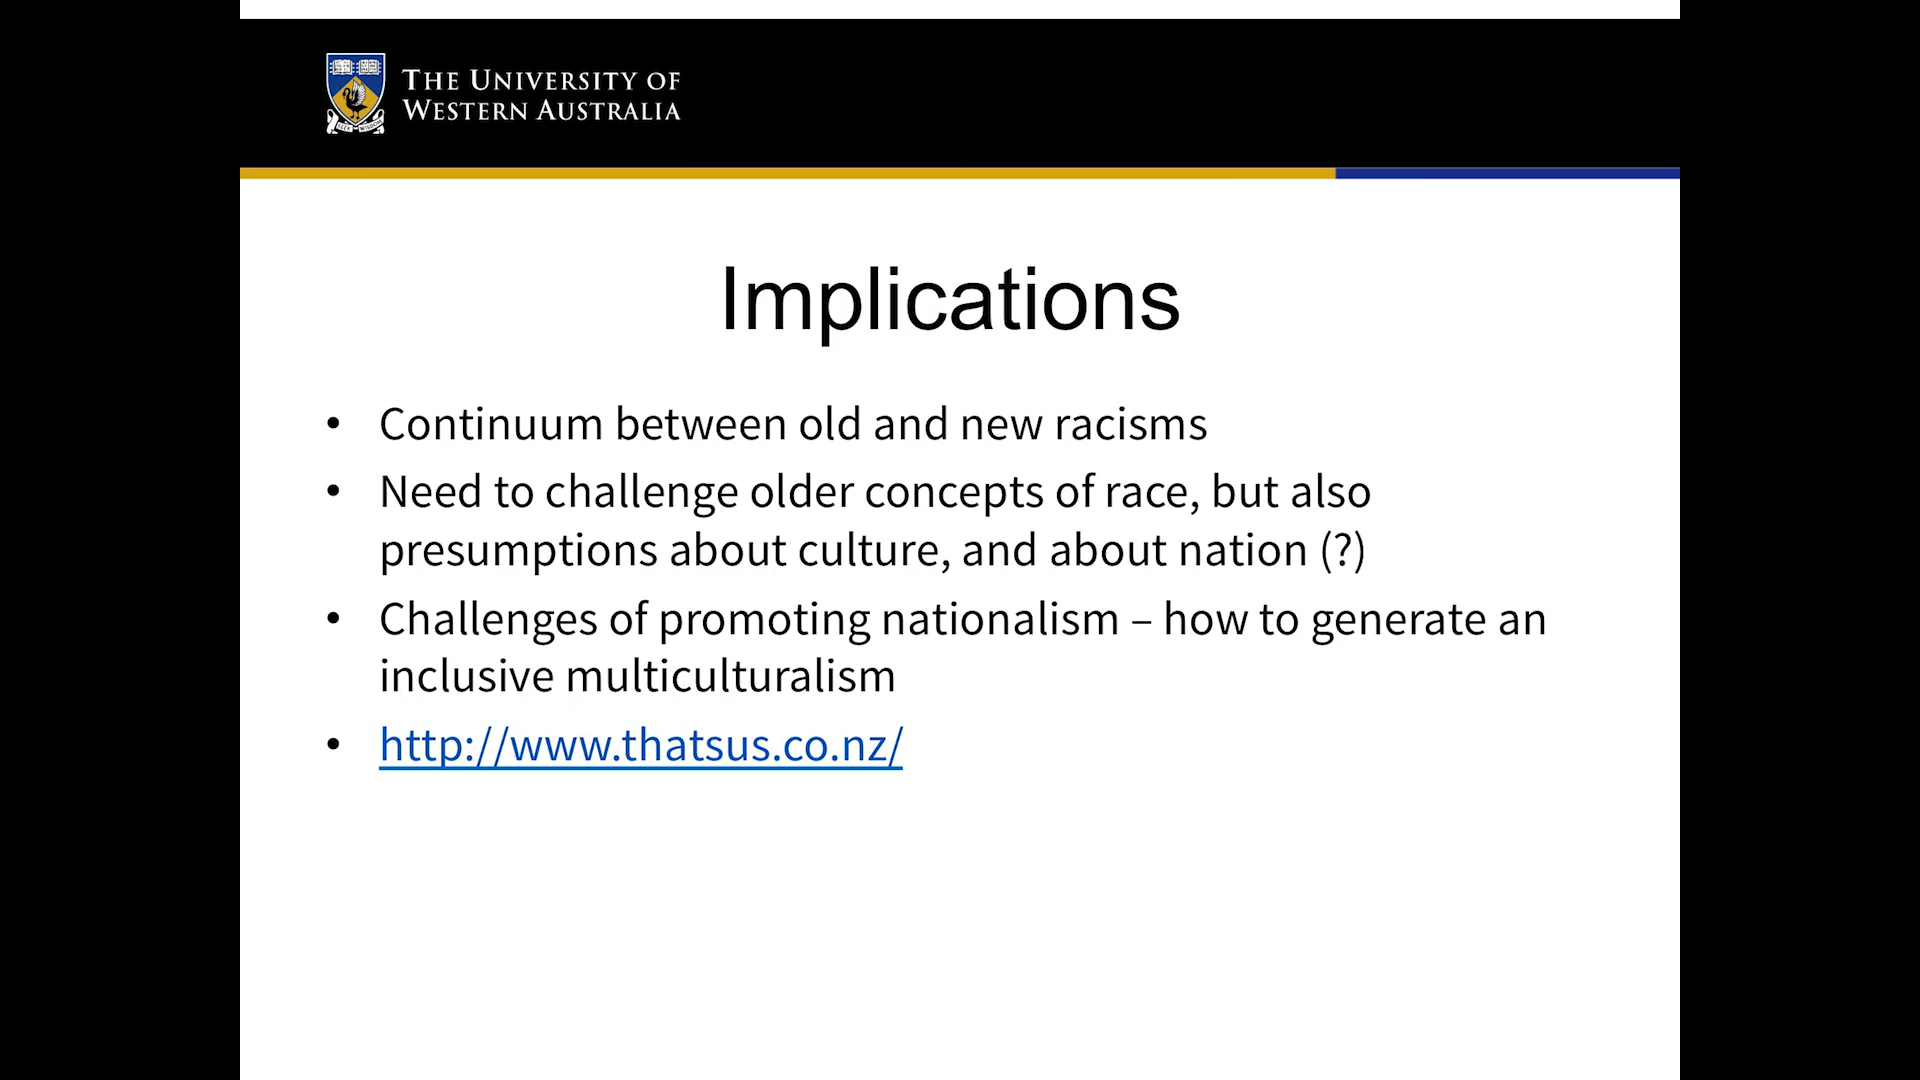 THE UNIVERSITY OF
WESTERN AUSTRALIA
Implications
• Continuum between old and new racisms
• Need to challenge older concepts of race, but also
presumptions about culture, and about nation (?)
• Challenges of promoting nationalism – how to generate an
inclusive multiculturalism
• http://www.thatsus.co.nz/